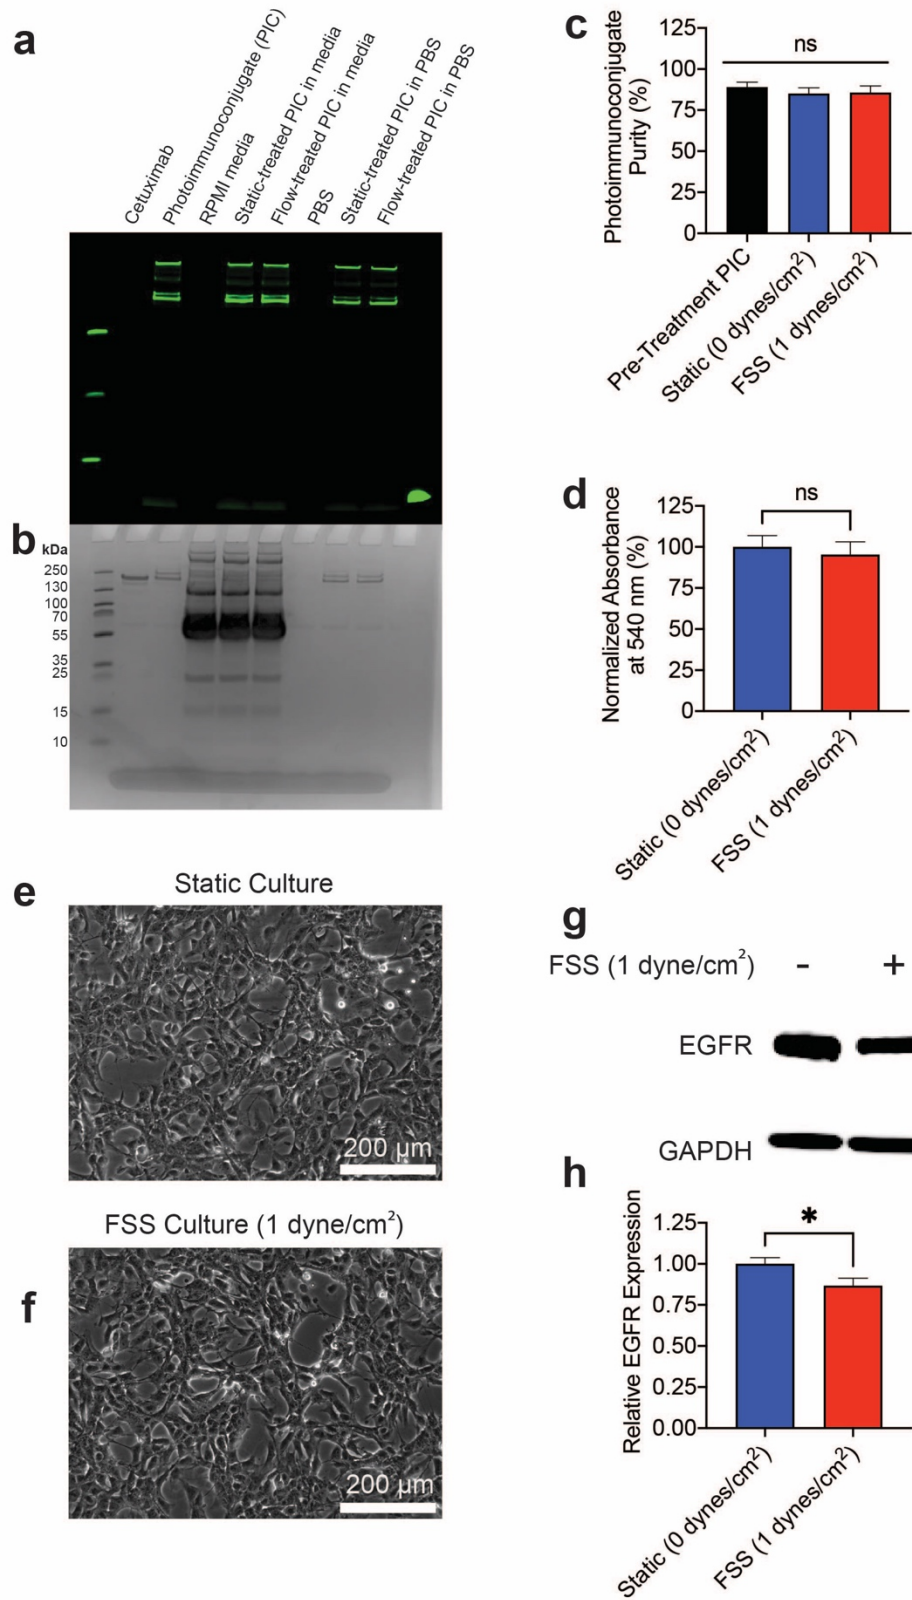 a
Cetuximab
Photoimmunoconjugate (PIC)
RPMI media
Static-treated PIC in media
Flow-treated PIC in media
PBS
Static-treated PIC in PBS
Flow-treated PIC in PBS
b
kDa
250
130
100
70
55
35
25
15
10
c
Photoimmunoconjugate
Purity (%)
125
100
75
50
25
0
ns
Pre-Treatment PIC
Static (0 dynes/cm²)
FSS (1 dynes/cm²)
d
Normalized Absorbance
at 540 nm (%)
125
100
75
50
25
0
ns
Static (0 dynes/cm²)
FSS (1 dynes/cm²)
e
Static Culture
200 µm
FSS Culture (1 dyne/cm²)
f
200 µm
g
FSS (1 dyne/cm²) - +
EGFR
GAPDH
h
Relative EGFR Expression
1.25
1.00
0.75
0.50
0.25
0.00
*
Static (0 dynes/cm²)
FSS (1 dynes/cm²)